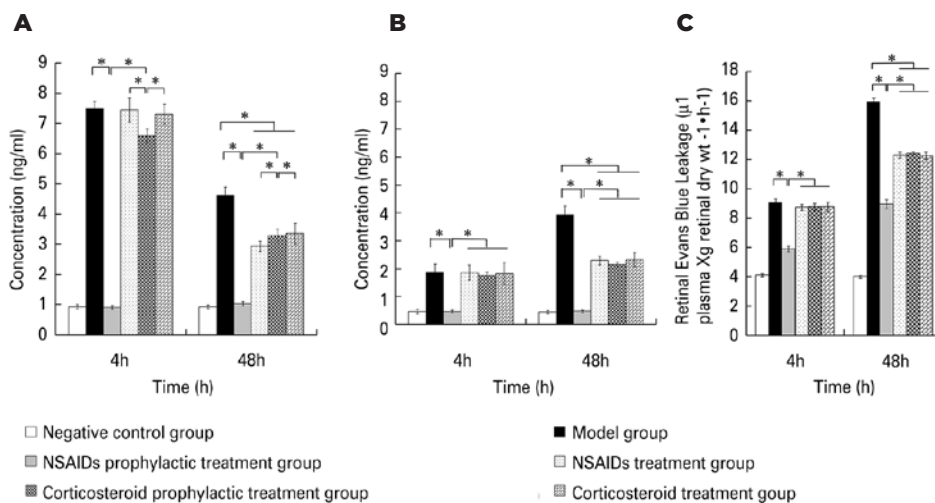 A
B
C
Concentration (ng/ml)
9
8
7
6
5
4
3
2
1
0
* *
* *
*
* *
* *
4h
48h
Time (h)
Concentration (ng/ml)
9
8
7
6
5
4
3
2
1
0
* *
*
* *
4h
48h
Time (h)
Retinal Evans Blue Leakage (µ1
plasma Xg retinal dry wt -1•h-1)
18
16
14
12
10
8
6
4
2
0
* *
*
* *
4h
48h
Time (h)
Negative control group
Model group
NSAIDs prophylactic treatment group
NSAIDs treatment group
Corticosteroid prophylactic treatment group
Corticosteroid treatment group